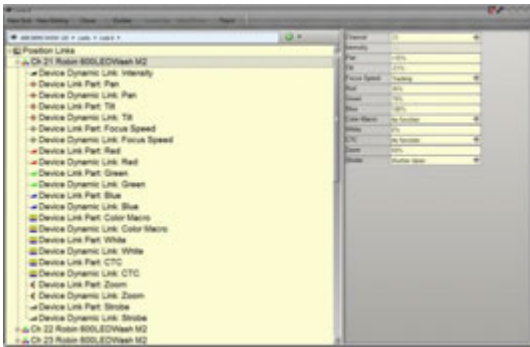 Position Links
Ch 21 Robin 600LEDWash M2
Device Dynamic Link: Intensity
Device Link Part: Pan
Device Dynamic Link: Pan
Device Link Part: Tilt
Device Dynamic Link: Tilt
Device Link Part: Focus Speed
Device Dynamic Link: Focus Speed
Device Link Part: Red
Device Dynamic Link: Red
Device Link Part: Green
Device Dynamic Link: Green
Device Link Part: Blue
Device Dynamic Link: Blue
Device Link Part: Color Macro
Device Dynamic Link: Color Macro
Device Link Part: White
Device Dynamic Link: White
Device Link Part: CTC
Device Dynamic Link: CTC
Device Link Part: Zoom
Device Dynamic Link: Zoom
Device Link Part: Strobe
Device Dynamic Link: Strobe
Ch 22 Robin 600LEDWash M2
Ch 23 Robin 600LEDWash M2
Channel
Intensity
Pan
Tilt
Focus Speed Tracking
Red
Green
Blue
Color Macro No function
White
CTC No function
Zoom
Strobe Shutter Open